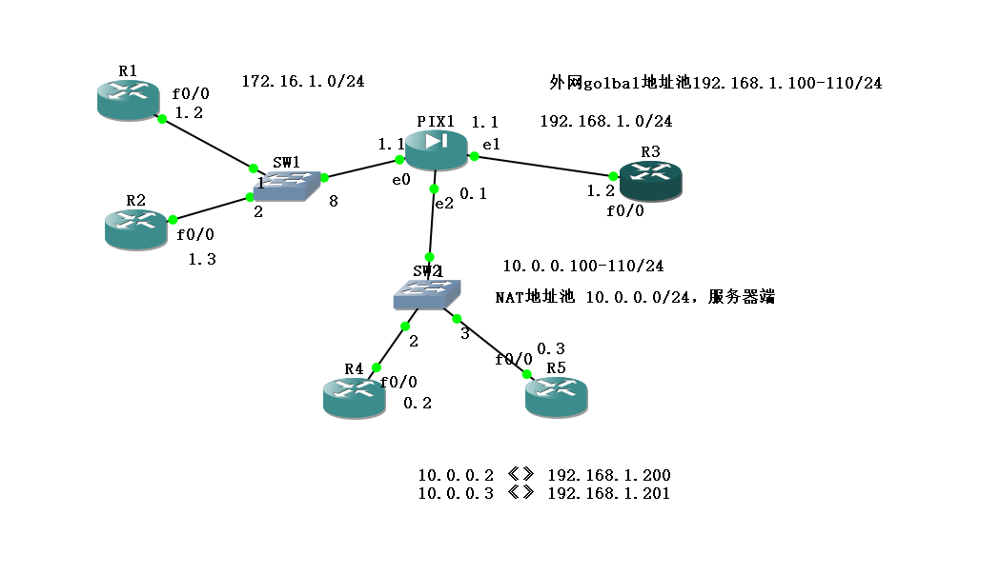 R1
172.16.1.0/24
外网golbal地址池192.168.1.100-110/24
f0/0
1.2
PIX1
1.1
192.168.1.0/24
1.1
e1
R3
SW1
e0
1
8
1.2
R2
2
e2
0.1
f0/0
f0/0
1.3
SW2
1
10.0.0.100-110/24
NAT地址池 10.0.0.0/24，服务器端
2
3
0.3
f0/0
R4
R5
f0/0
0.2
10.0.0.2 《》 192.168.1.200
10.0.0.3 《》 192.168.1.201